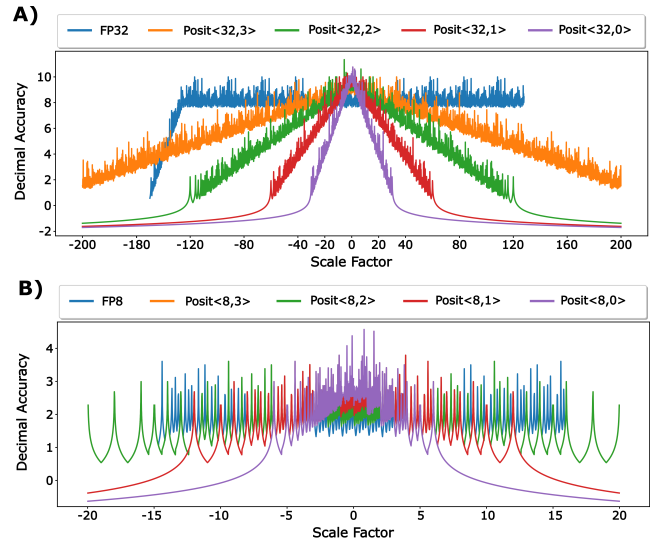 A)
FP32 Posit<32,3> Posit<32,2> Posit<32,1> Posit<32,0>
10
8
6
4
2
0
-2
Decimal Accuracy
-200 -160 -120 -80 -40 -20 0 20 40 80 120 160 200
Scale Factor
B)
FP8 Posit<8,3> Posit<8,2> Posit<8,1> Posit<8,0>
4
3
2
1
0
Decimal Accuracy
-20 -15 -10 -5 0 5 10 15 20
Scale Factor